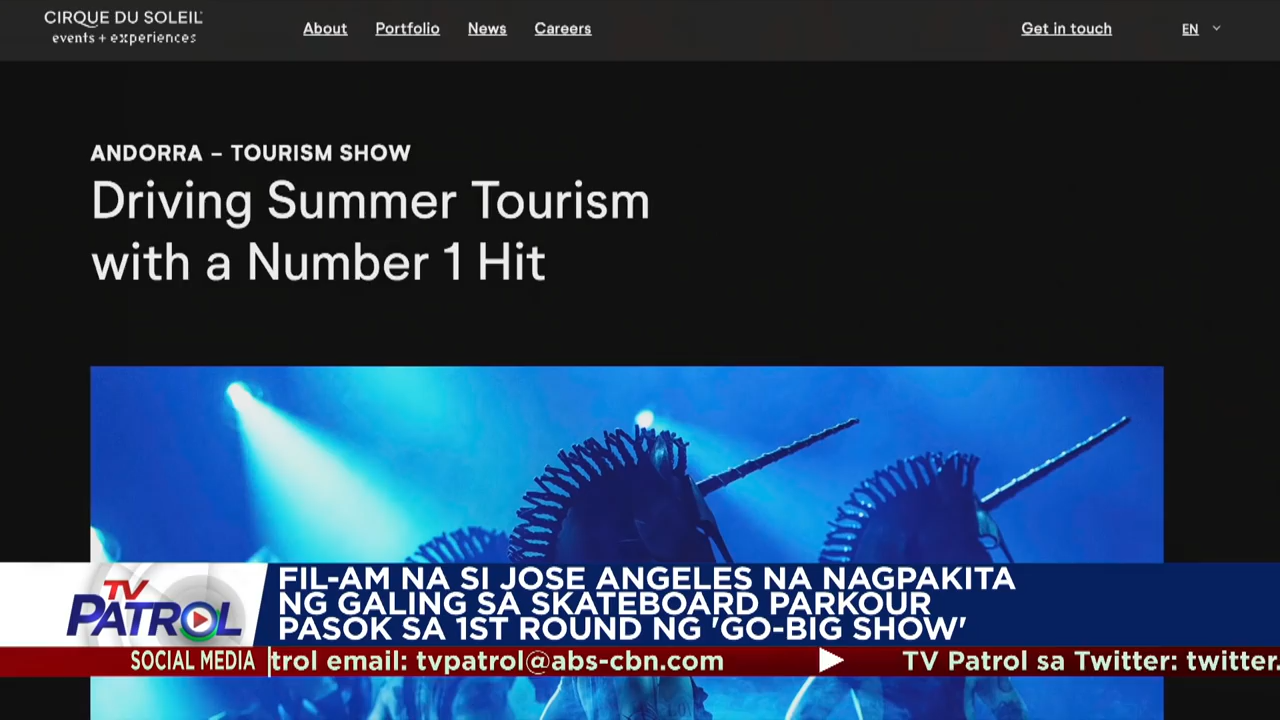 CIRQUE DU SOLEIL
events + experiences
About Portfolio News Careers
Get in touch
EN
ANDORRA – TOURISM SHOW
Driving Summer Tourism
with a Number 1 Hit
TV
PATROL
FIL-AM NA SI JOSE ANGELES NA NAGPAKITA
NG GALING SA SKATEBOARD PARKOUR
PASOK SA 1ST ROUND NG 'GO-BIG SHOW'
SOCIAL MEDIA
trol email: tvpatrol@abs-cbn.com TV Patrol sa Twitter: twitter.